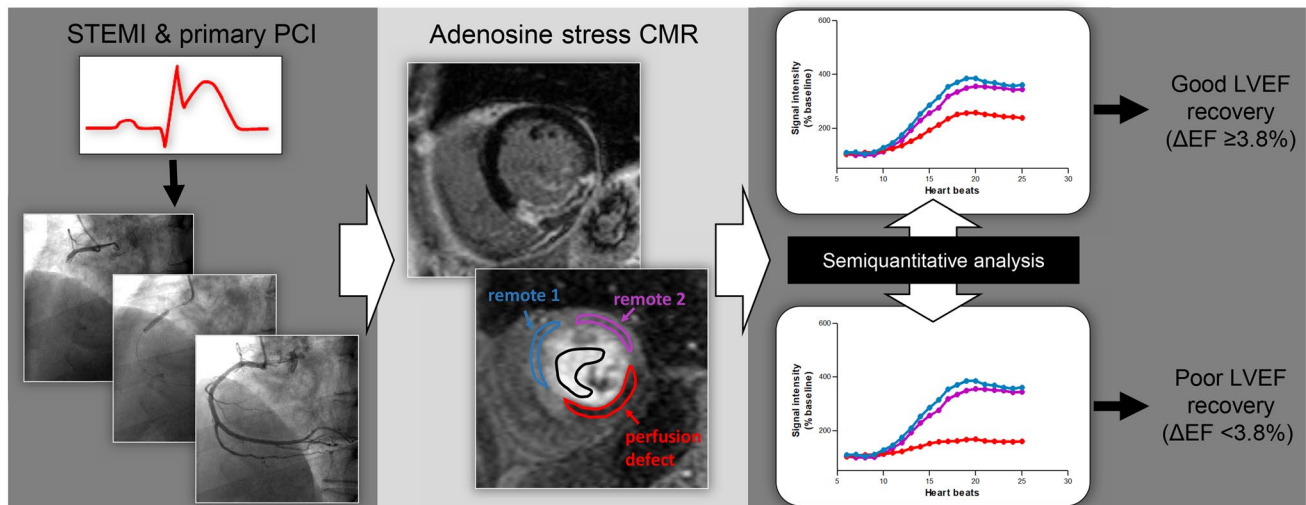 STEMI & primary PCI
Adenosine stress CMR
remote 1
remote 2
perfusion
defect
Signal intensity
(% baseline)
600
400
200
5
10
15
20
25
30
Heart beats
Good LVEF
recovery
(ΔEF ≥3.8%)
Semiquantitative analysis
Signal intensity
(% baseline)
600
400
200
5
10
15
20
25
30
Heart beats
Poor LVEF
recovery
(ΔEF <3.8%)